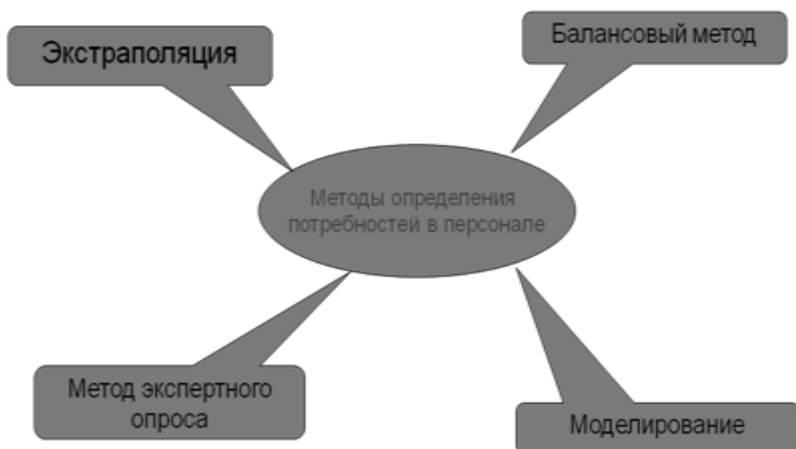 Экстраполяция
Балансовый метод
Методы определения
потребностей в персонале
Метод экспертного
опроса
Моделирование